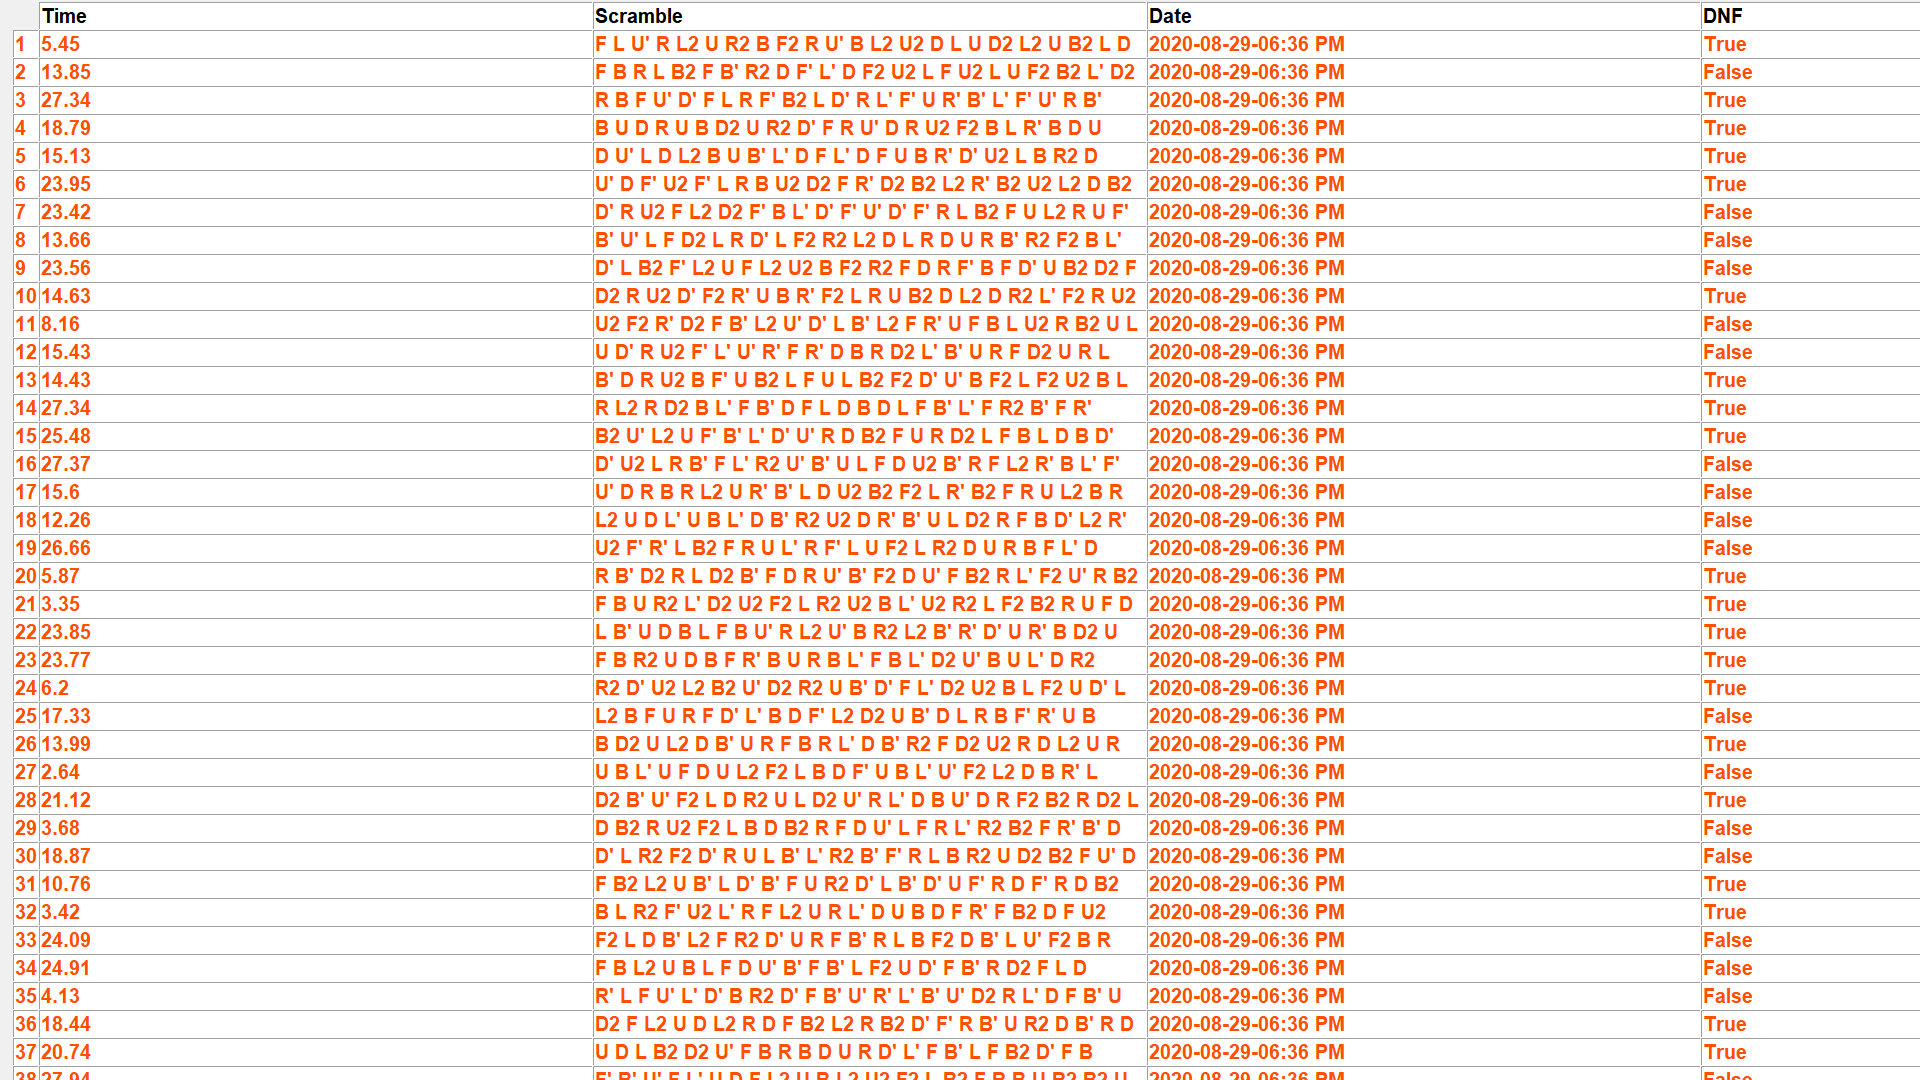 Time Scramble Date DNF
1 5.45 F L U' R L2 U R2 B F2 R U' B L2 U2 D L U D2 L2 U B2 L D 2020-08-29-06:36 PM True
2 13.85 F B R L B2 F B' R2 D F' L' D F2 U2 L F U2 L U F2 B2 L' D2 2020-08-29-06:36 PM False
3 27.34 R B F U' D' F L R F' B2 L D' R L' F' U R' B' L' F' U' R B' 2020-08-29-06:36 PM True
4 18.79 B U D R U B D2 U R2 D' F R U' D R U2 F2 B L R' B D U 2020-08-29-06:36 PM True
5 15.13 D U' L D L2 B U B' L' D F L' D F U B R' D' U2 L B R2 D 2020-08-29-06:36 PM True
6 23.95 U' D F' U2 F' L R B U2 D2 F R' D2 B2 L2 R' B2 U2 L2 D B2 2020-08-29-06:36 PM True
7 23.42 D' R U2 F L2 D2 F' B L' D' F' U' D' F' R L B2 F U L2 R U F' 2020-08-29-06:36 PM False
8 13.66 B' U' L F D2 L R D' L F2 R2 L2 D L R D U R B' R2 F2 B L' 2020-08-29-06:36 PM False
9 23.56 D' L B2 F' L2 U F L2 U2 B F2 R2 F D R F' B F D' U B2 D2 F 2020-08-29-06:36 PM False
10 14.63 D2 R U2 D' F2 R' U B R' F2 L R U B2 D L2 D R2 L' F2 R U2 2020-08-29-06:36 PM True
11 8.16 U2 F2 R' D2 F B' L2 U' D' L B' L2 F R' U F B L U2 R B2 U L 2020-08-29-06:36 PM False
12 15.43 U D' R U2 F' L' U' R' F R' D B R D2 L' B' U R F D2 U R L 2020-08-29-06:36 PM False
13 14.43 B' D R U2 B F' U B2 L F U L B2 F2 D' U' B F2 L F2 U2 B L 2020-08-29-06:36 PM True
14 27.34 R L2 R D2 B L' F B' D F L D B D L F B' L' F R2 B' F R' 2020-08-29-06:36 PM True
15 25.48 B2 U' L2 U F' B' L' D' U' R D B2 F U R D2 L F B L D B D' 2020-08-29-06:36 PM True
16 27.37 D' U2 L R B' F L' R2 U' B' U L F D U2 B' R F L2 R' B L' F' 2020-08-29-06:36 PM False
17 15.6 U' D R B R L2 U R' B' L D U2 B2 F2 L R' B2 F R U L2 B R 2020-08-29-06:36 PM False
18 12.26 L2 U D L' U B L' D B' R2 U2 D R' B' U L D2 R F B D' L2 R' 2020-08-29-06:36 PM False
19 26.66 U2 F' R' L B2 F R U L' R F' L U F2 L R2 D U R B F L' D 2020-08-29-06:36 PM False
20 5.87 R B' D2 R L D2 B' F D R U' B' F2 D U' F B2 R L' F2 U' R B2 2020-08-29-06:36 PM True
21 3.35 F B U R2 L' D2 U2 F2 L R2 U2 B L' U2 R2 L F2 B2 R U F D 2020-08-29-06:36 PM True
22 23.85 L B' U D B L F B U' R L2 U' B R2 L2 B' R' D' U R' B D2 U 2020-08-29-06:36 PM True
23 23.77 F B R2 U D B F R' B U R B L' F B L' D2 U' B U L' D R2 2020-08-29-06:36 PM True
24 6.2 R2 D' U2 L2 B2 U' D2 R2 U B' D' F L' D2 U2 B L F2 U D' L 2020-08-29-06:36 PM True
25 17.33 L2 B F U R F D' L' B D F' L2 D2 U B' D L R B F' R' U B 2020-08-29-06:36 PM False
26 13.99 B D2 U L2 D B' U R F B R L' D B' R2 F D2 U2 R D L2 U R 2020-08-29-06:36 PM True
27 2.64 U B L' U F D U L2 F2 L B D F' U B L' U' F2 L2 D B R' L 2020-08-29-06:36 PM False
28 21.12 D2 B' U' F2 L D R2 U L D2 U' R L' D B U' D R F2 B2 R D2 L 2020-08-29-06:36 PM True
29 3.68 D B2 R U2 F2 L B D B2 R F D U' L F R L' R2 B2 F R' B' D 2020-08-29-06:36 PM False
30 18.87 D' L R2 F2 D' R U L B' L' R2 B' F' R L B R2 U D2 B2 F U' D 2020-08-29-06:36 PM False
31 10.76 F B2 L2 U B' L D' B' F U R2 D' L B' D' U F' R D F' R D B2 2020-08-29-06:36 PM True
32 3.42 B L R2 F' U2 L' R F L2 U R L' D U B D F R' F B2 D F U2 2020-08-29-06:36 PM True
33 24.09 F2 L D B' L2 F R2 D' U R F B' R L B F2 D B' L U' F2 B R 2020-08-29-06:36 PM False
34 24.91 F B L2 U B L F D U' B' F B' L F2 U D' F B' R D2 F L D 2020-08-29-06:36 PM False
35 4.13 R' L F U' L' D' B R2 D' F B' U' R' L' B' U' D2 R L' D F B' U 2020-08-29-06:36 PM False
36 18.44 D2 F L2 U D L2 R D F B2 L2 R B2 D' F' R B' U R2 D B' R D 2020-08-29-06:36 PM True
37 20.74 U D L B2 D2 U' F B R B D U R D' L' F B' L F B2 D' F B 2020-08-29-06:36 PM True
38 27.94 2020-08-29-06:36 PM False